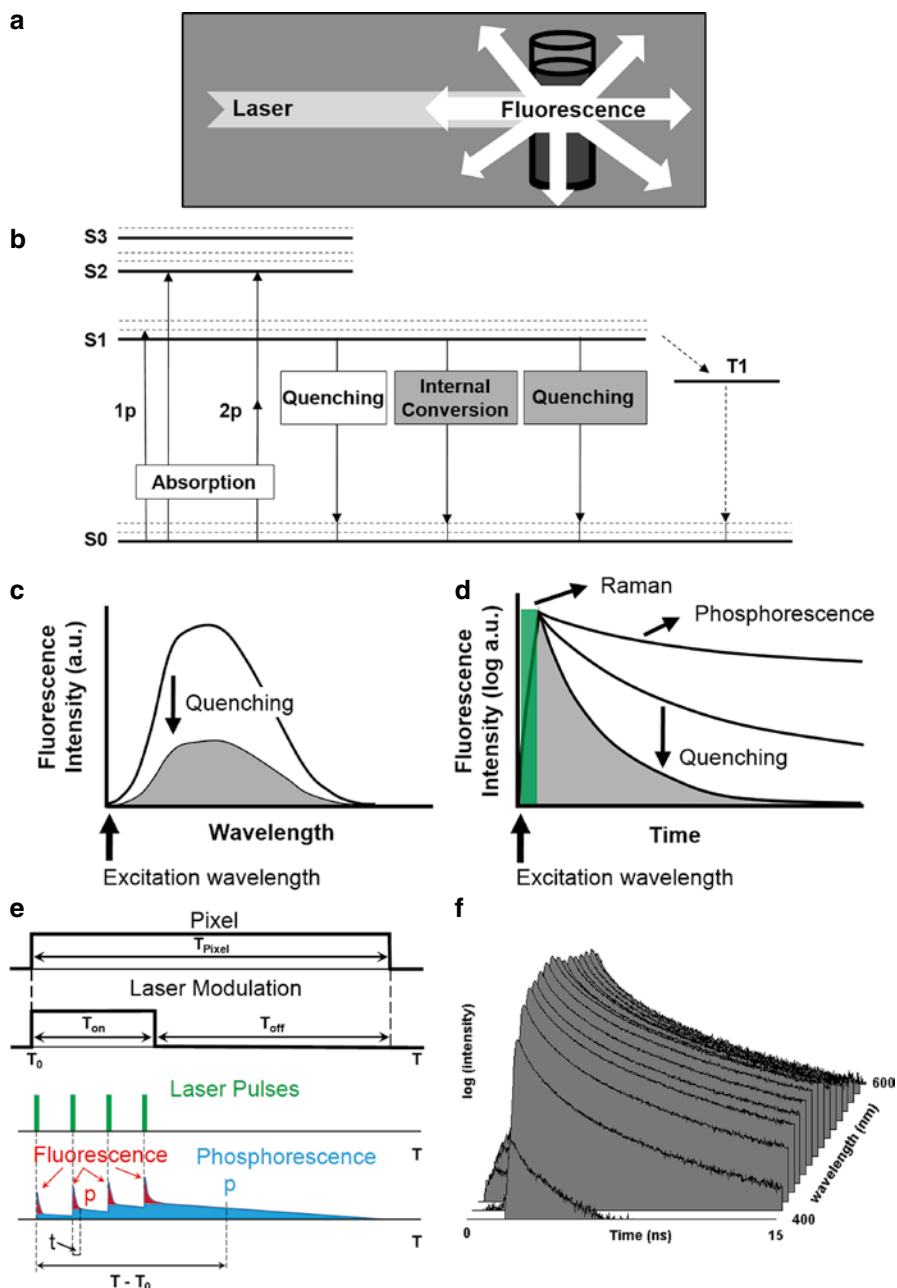 a
Laser
Fluorescence
b
S3
S2
S1
T1
Quenching
Internal
Conversion
Quenching
1p
2p
Absorption
S0
c
Fluorescence
Intensity (a.u.)
Quenching
Wavelength
Excitation wavelength
d
Raman
Phosphorescence
Fluorescence
Intensity (log a.u.)
Quenching
Time
Excitation wavelength
e
Pixel
TPixel
Laser Modulation
Ton
Toff
T0
T
Laser Pulses
T
Fluorescence
Phosphorescence
p
p
t
T
T - T0
f
log (intensity)
600
wavelength (nm)
400
0
Time (ns)
15